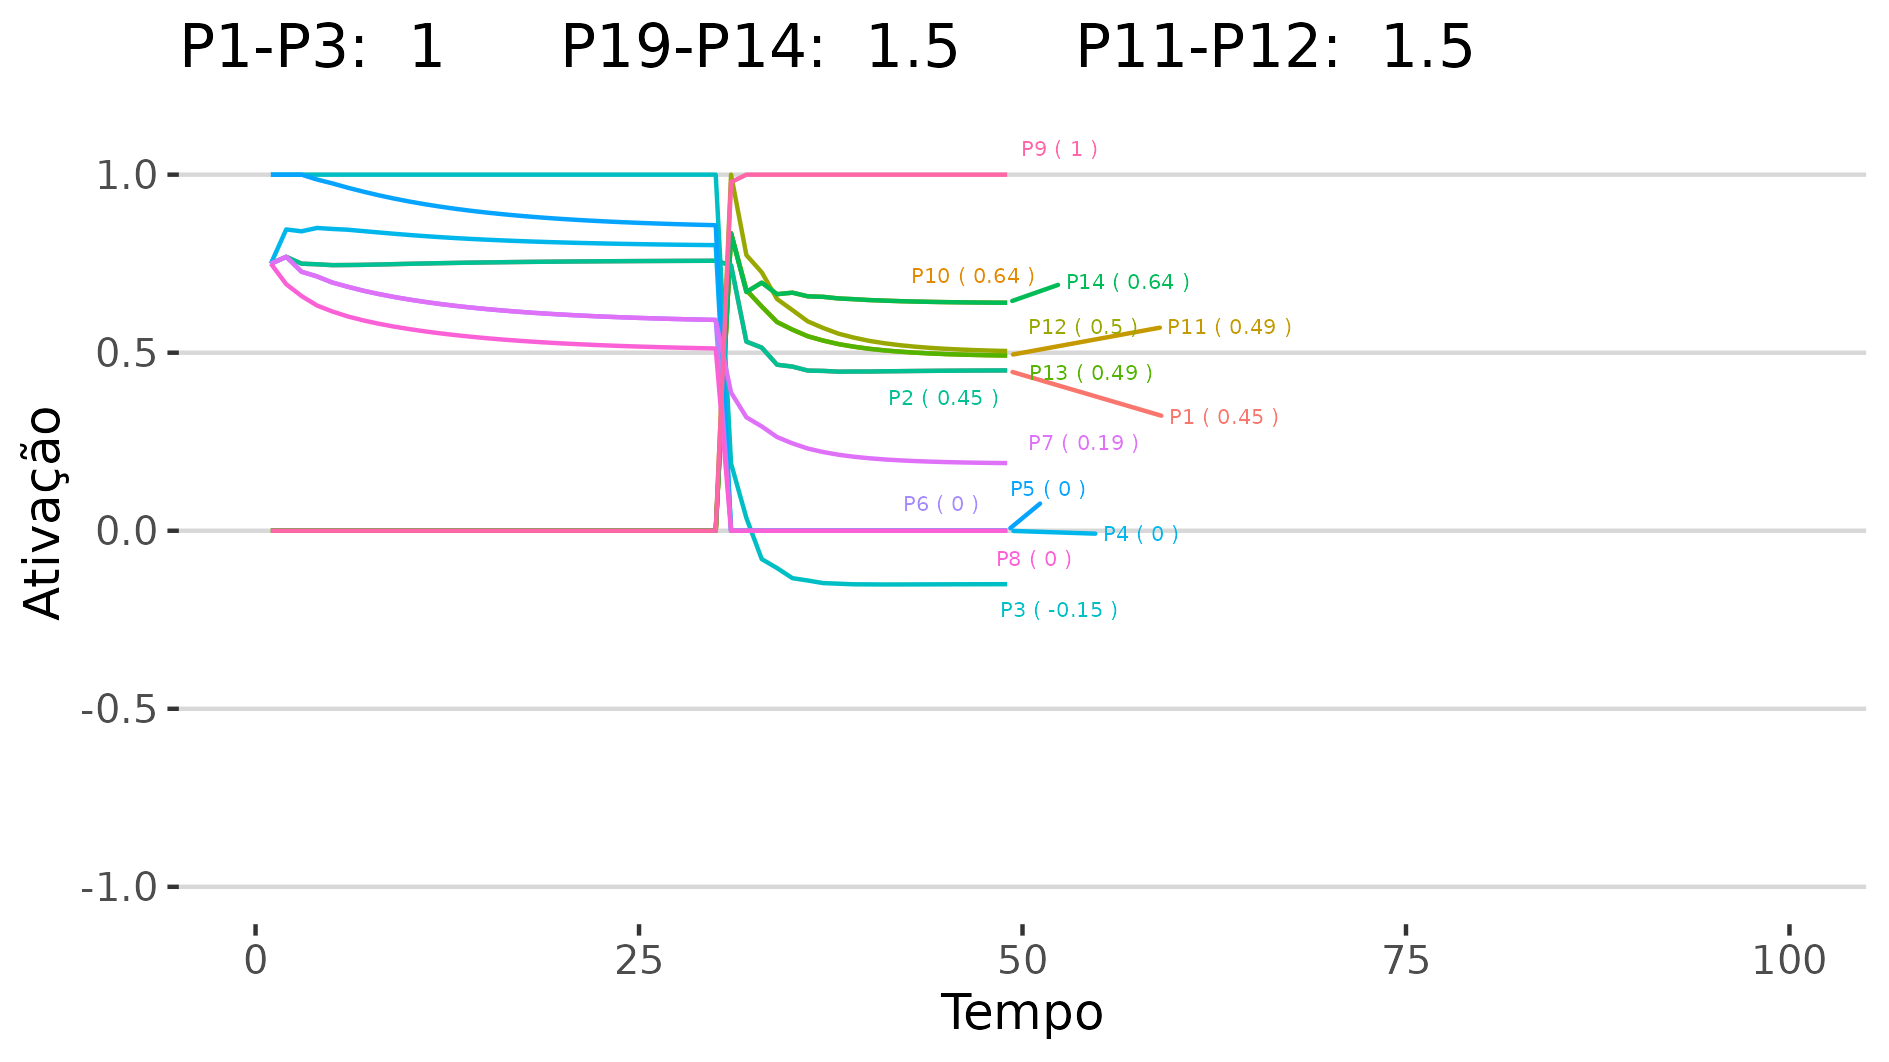 P1-P3:  1      P19-P14:  1.5      P11-P12:  1.5
P9 ( 1 )
1.0
P10 ( 0.64 )
P14 ( 0.64 )
P12 ( 0.5 )
P11 ( 0.49 )
0.5
P13 ( 0.49 )
P2 ( 0.45 )
P1 ( 0.45 )
P7 ( 0.19 )
P5 ( 0 )
P6 ( 0 )
0.0
P4 ( 0 )
P8 ( 0 )
P3 ( -0.15 )
-0.5
-1.0
Ativação
0 25 50 75 100
Tempo